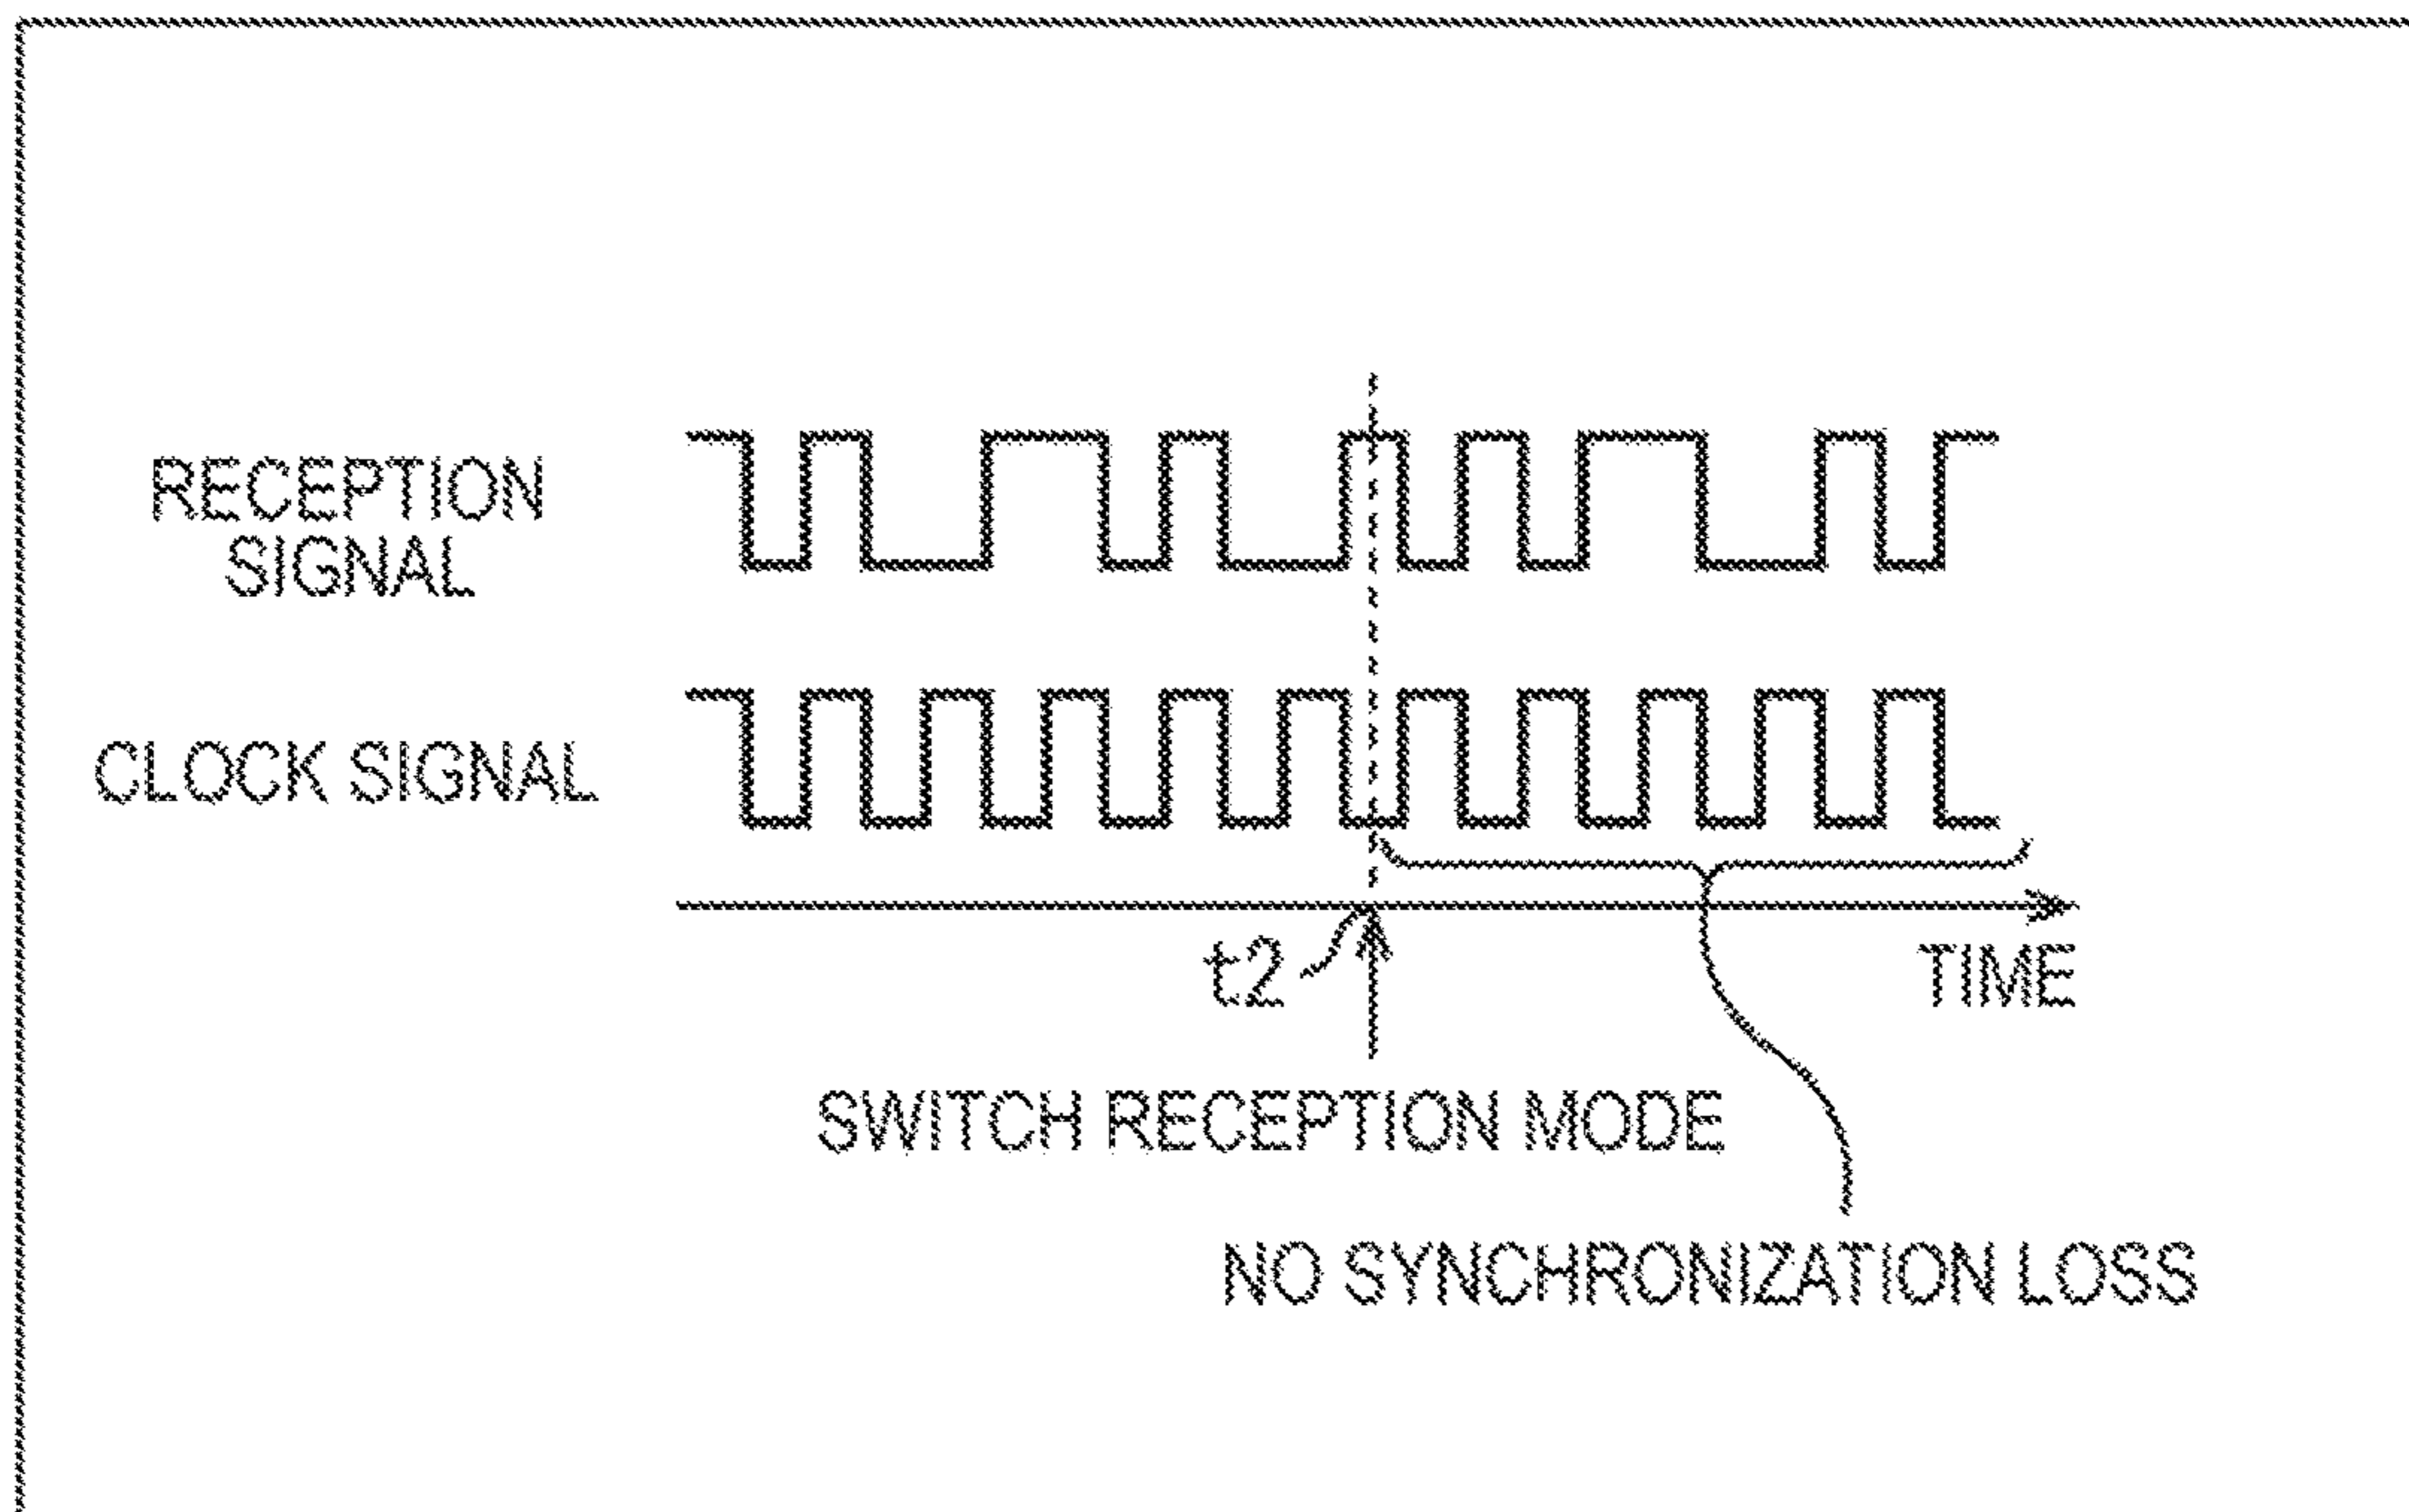 RECEPTION
SIGNAL
CLOCK SIGNAL
t2
TIME
SWITCH RECEPTION MODE
NO SYNCHRONIZATION LOSS